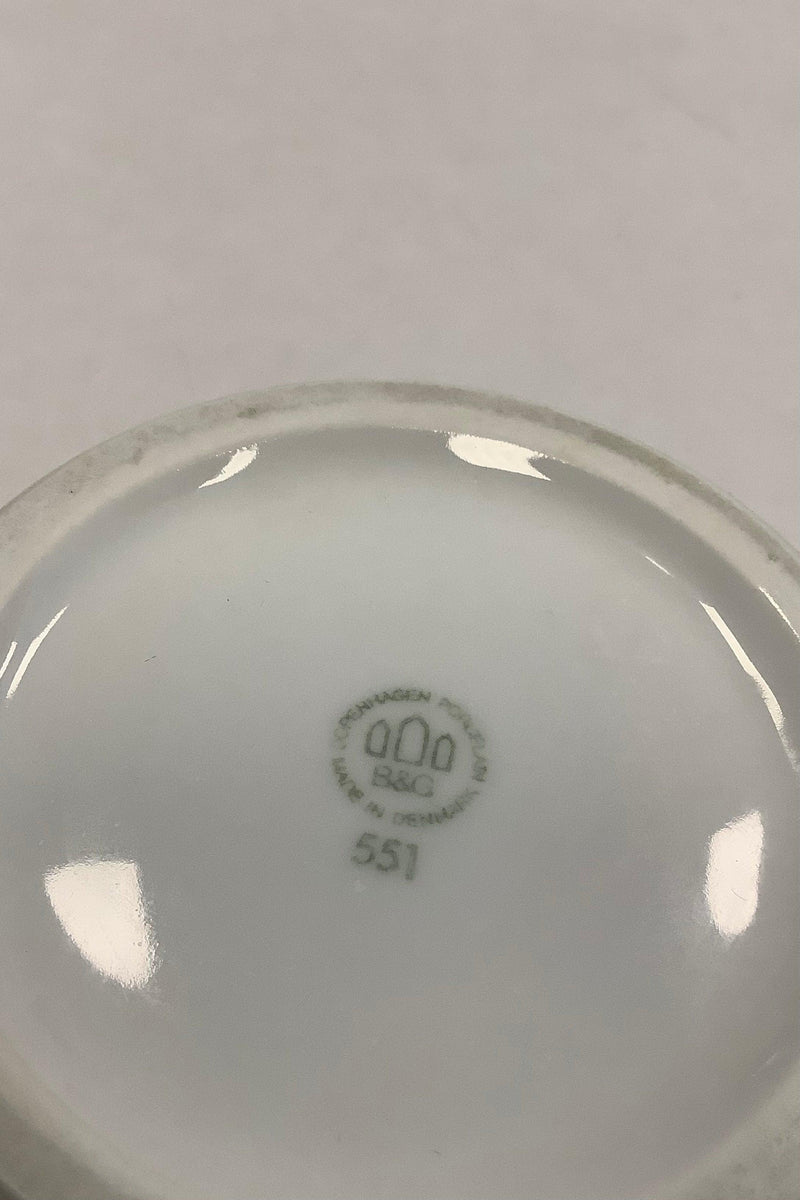 COPENHAGEN PORCELAIN
B&G
MADE IN DENMARK
551